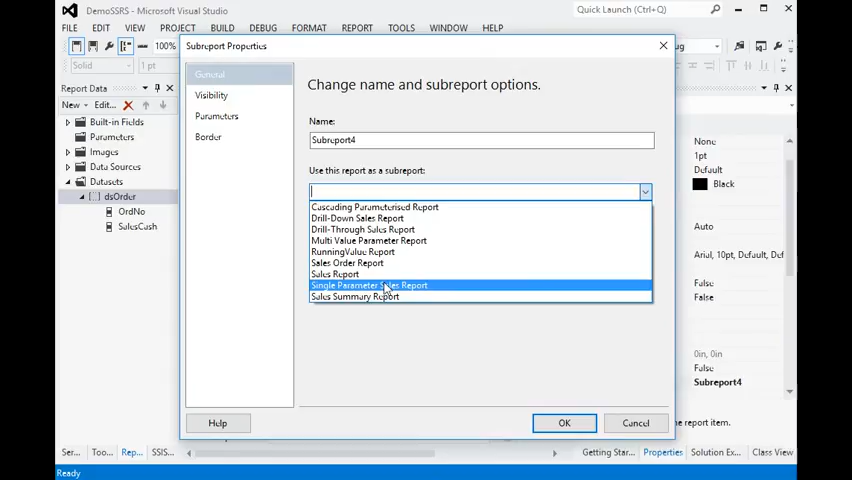 DemoSSRS - Microsoft Visual Studio
Quick Launch (Ctrl+Q)
FILE EDIT VIEW PROJECT BUILD DEBUG FORMAT REPORT TOOLS WINDOW HELP
100%
Solid 1 pt
Report Data
New Edit...
Built-in Fields
Parameters
Images
Data Sources
Datasets
dsOrder
OrdNo
SalesCash
Subreport Properties
General
Visibility
Parameters
Border
Change name and subreport options.
Name:
Subreport4
Use this report as a subreport:
Cascading Parameterised Report
Drill-Down Sales Report
Drill-Through Sales Report
Multi Value Parameter Report
RunningValue Report
Sales Order Report
Sales Report
Single Parameter Sales Report
Sales Summary Report
Help
OK
Cancel
None
1pt
Default
Black
Auto
Arial, 10pt, Default, Def
False
False
0in, 0in
False
Subreport4
Ser... Too... Rep... SSIS...
Getting Star... Properties Solution Ex... Class View
Ready